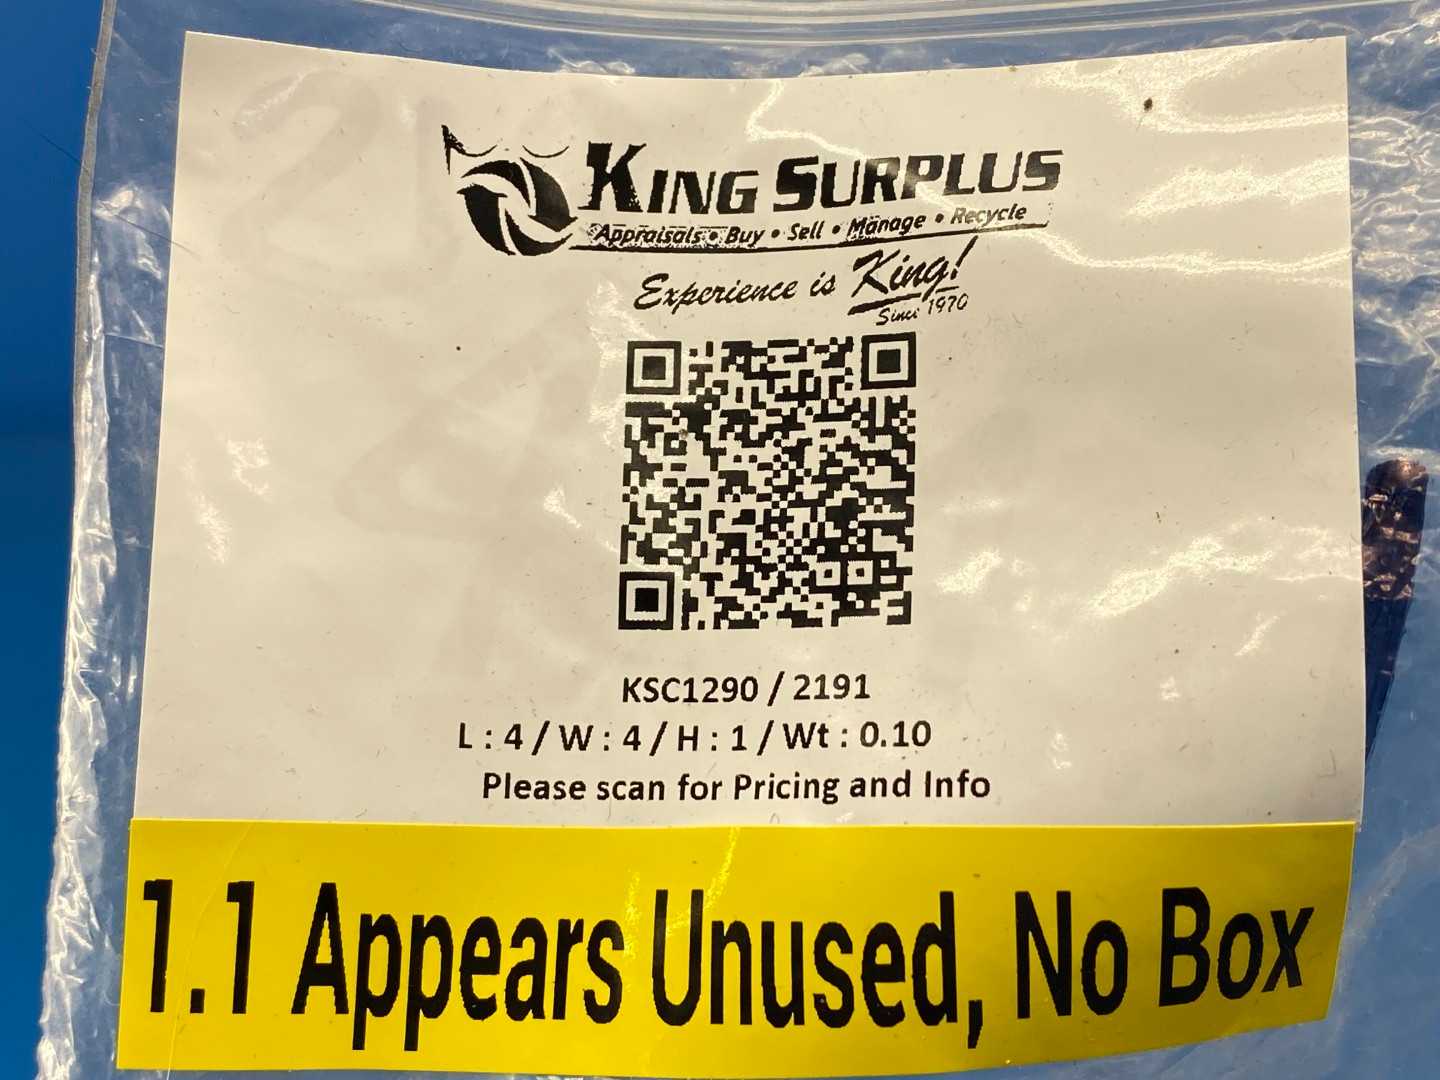 KING SURPLUS
Appraisals • Buy • Sell • Manage • Recycle
Experience is King!
Since 1970
KSC1290 / 2191
L : 4 / W : 4 / H : 1 / Wt : 0.10
Please scan for Pricing and Info
1.1 Appears Unused, No Box